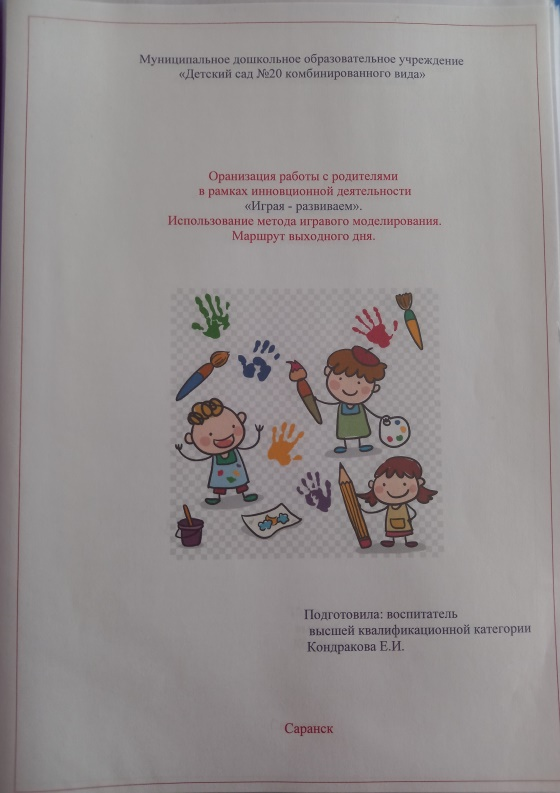 Муниципальное дошкольное образовательное учреждение
«Детский сад №20 комбинированного вида»
Оранизация работы с родителями
в рамках инновционной деятельности
«Играя - развиваем».
Использование метода игравого моделирования.
Маршрут выходного дня.
Подготовила: воспитатель
высшей квалификационной категории
Кондракова Е.И.
Саранск